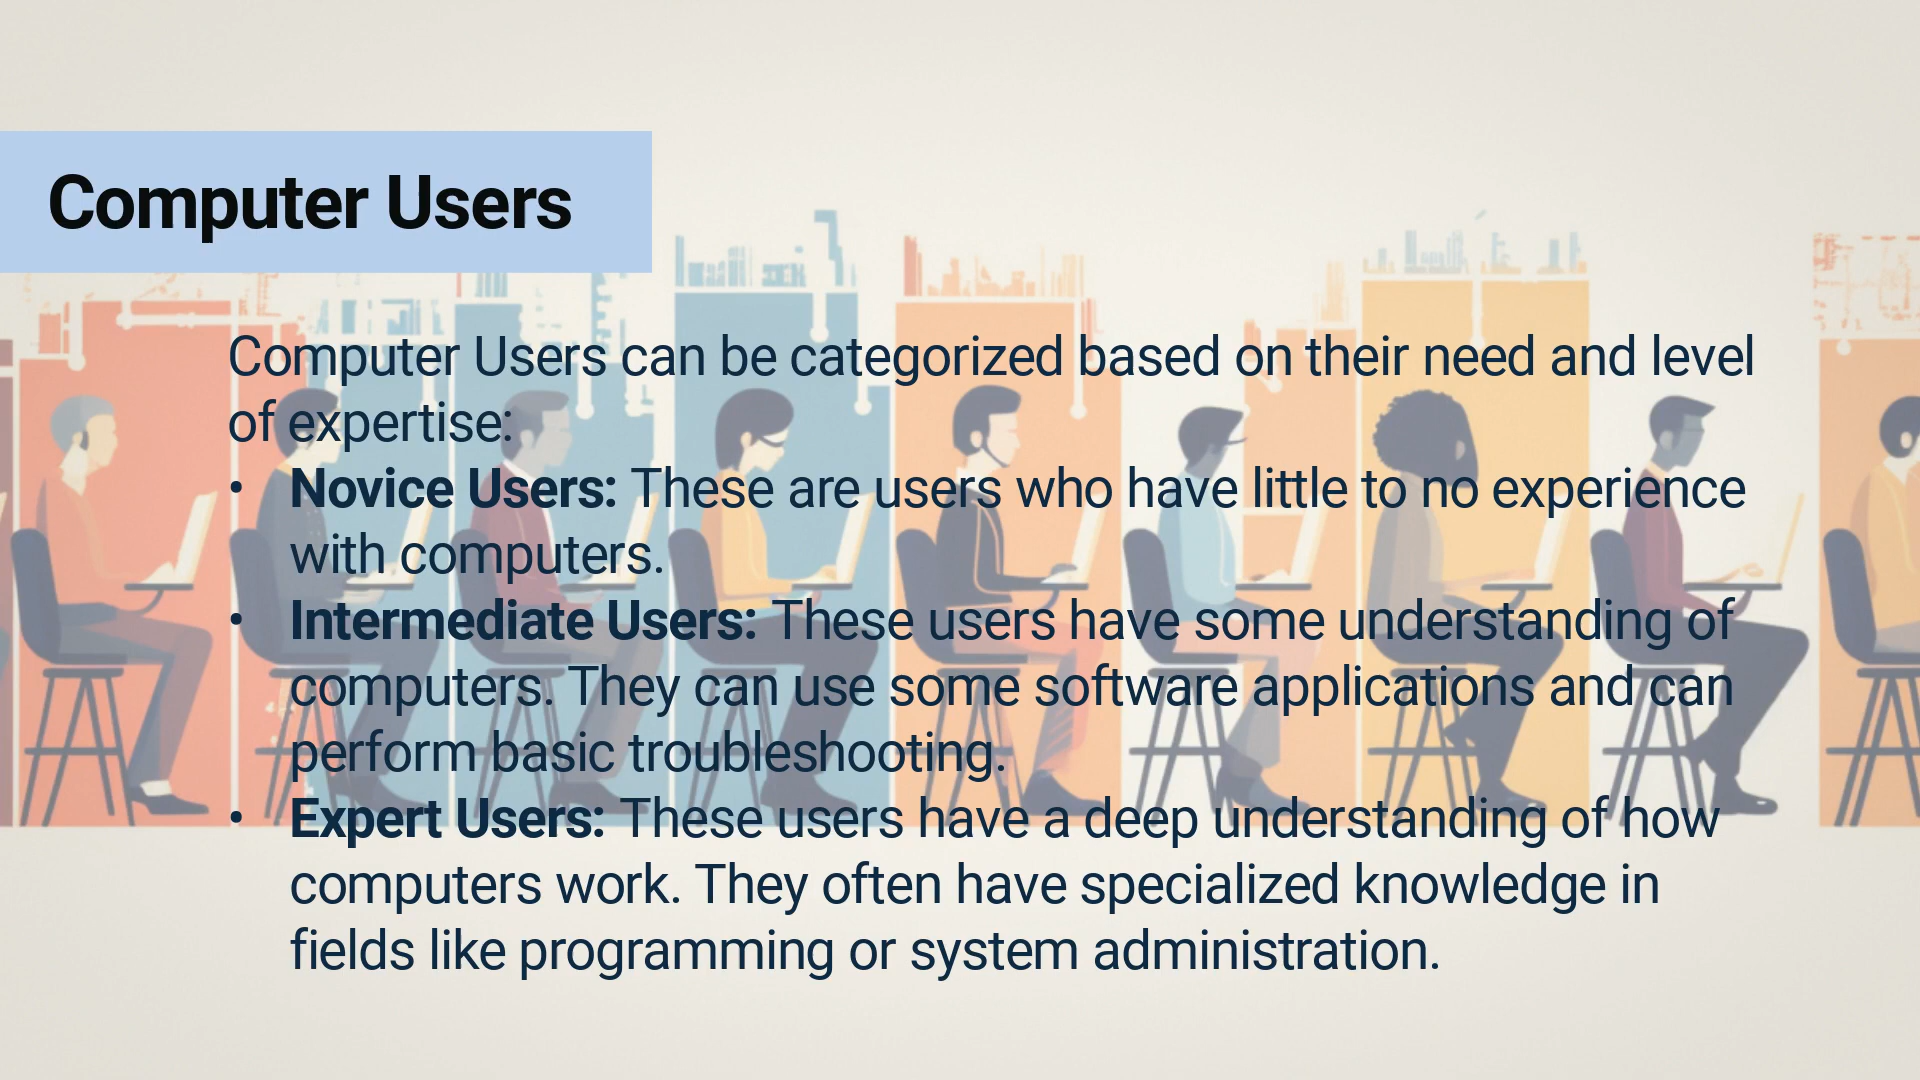 Computer Users
Computer Users can be categorized based on their need and level
of expertise:
• Novice Users: These are users who have little to no experience
with computers.
• Intermediate Users: These users have some understanding of
computers. They can use some software applications and can
perform basic troubleshooting.
• Expert Users: These users have a deep understanding of how
computers work. They often have specialized knowledge in
fields like programming or system administration.